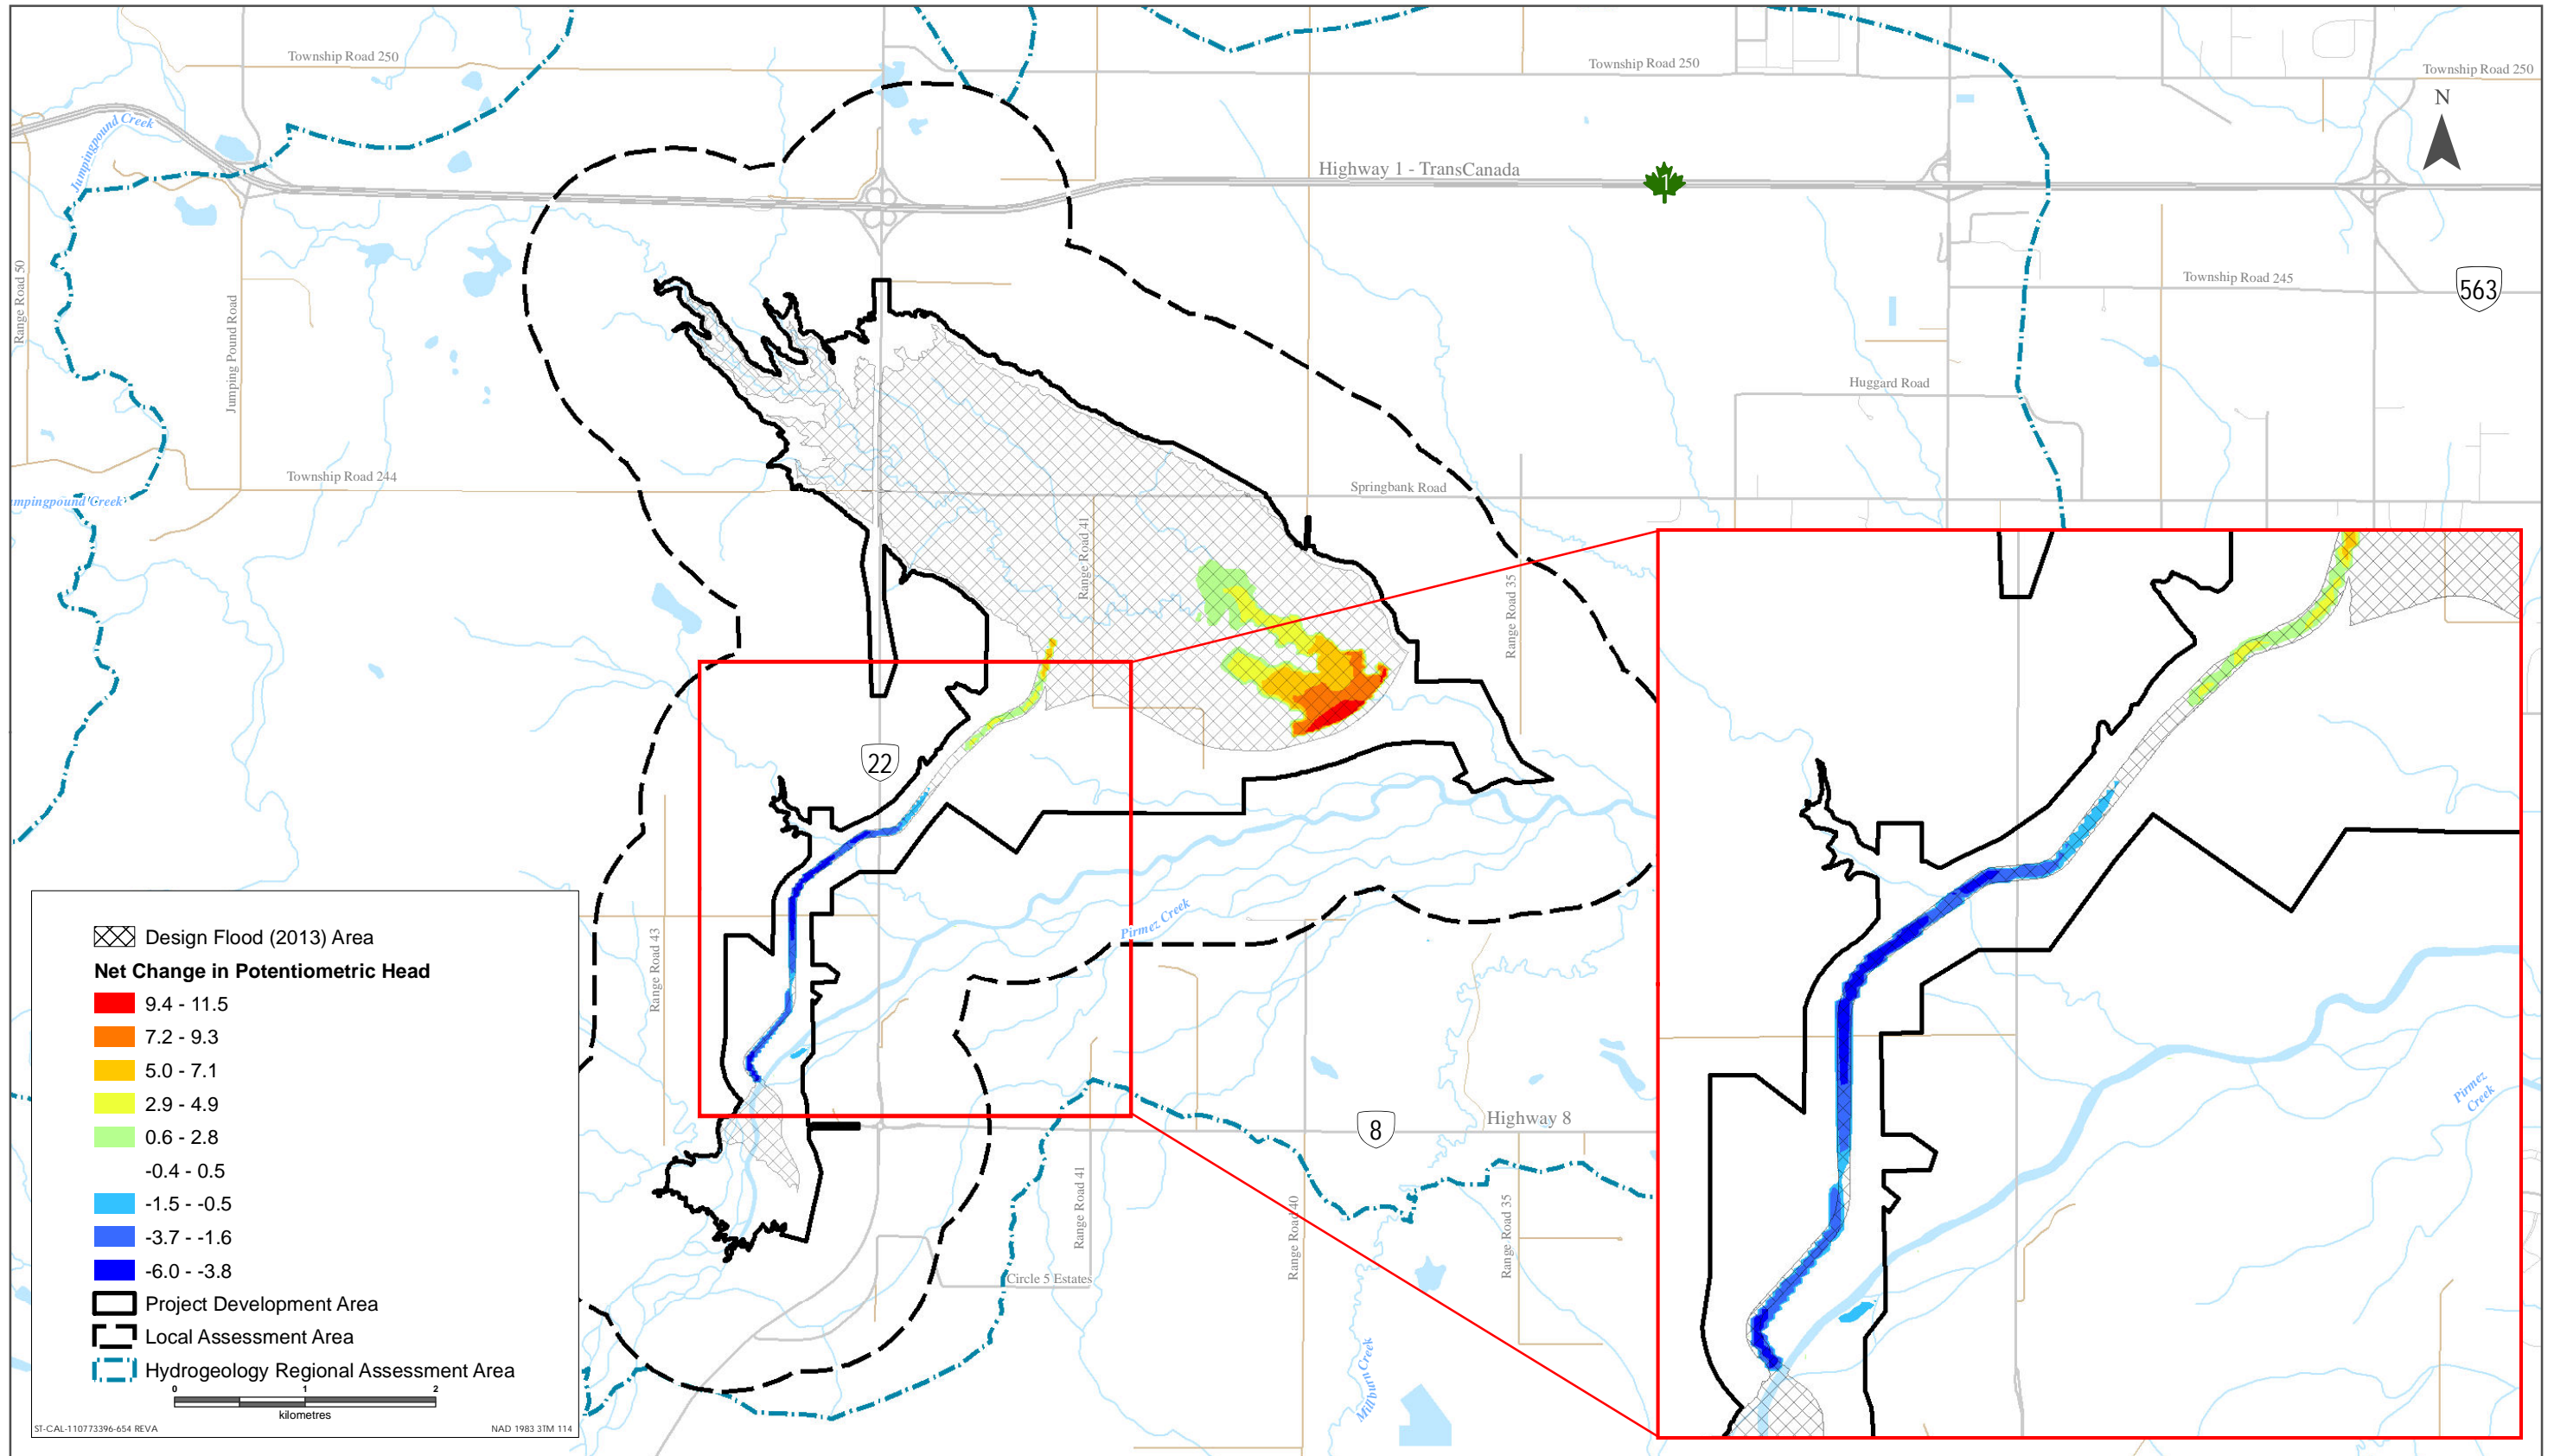 Township Road 250
Township Road 250
Township Road 250
N
Jumpingpound Creek
Highway 1 - TransCanada
1
Range Road 50
Jumping Pound Road
Township Road 245
563
Huggard Road
Township Road 244
Springbank Road
mpingpound Creek
Range Road 41
Range Road 35
22
Pirmez Creek
Range Road 43
Pirmez
Creek
8
Highway 8
Range Road 41
Range Road 40
Range Road 35
Circle 5 Estates
Millburn Creek
Design Flood (2013) Area
Net Change in Potentiometric Head
9.4 - 11.5
7.2 - 9.3
5.0 - 7.1
2.9 - 4.9
0.6 - 2.8
-0.4 - 0.5
-1.5 - -0.5
-3.7 - -1.6
-6.0 - -3.8
Project Development Area
Local Assessment Area
Hydrogeology Regional Assessment Area
0 1 2
kilometres
ST-CAL-110773396-654 REVA
NAD 1983 3TM 114